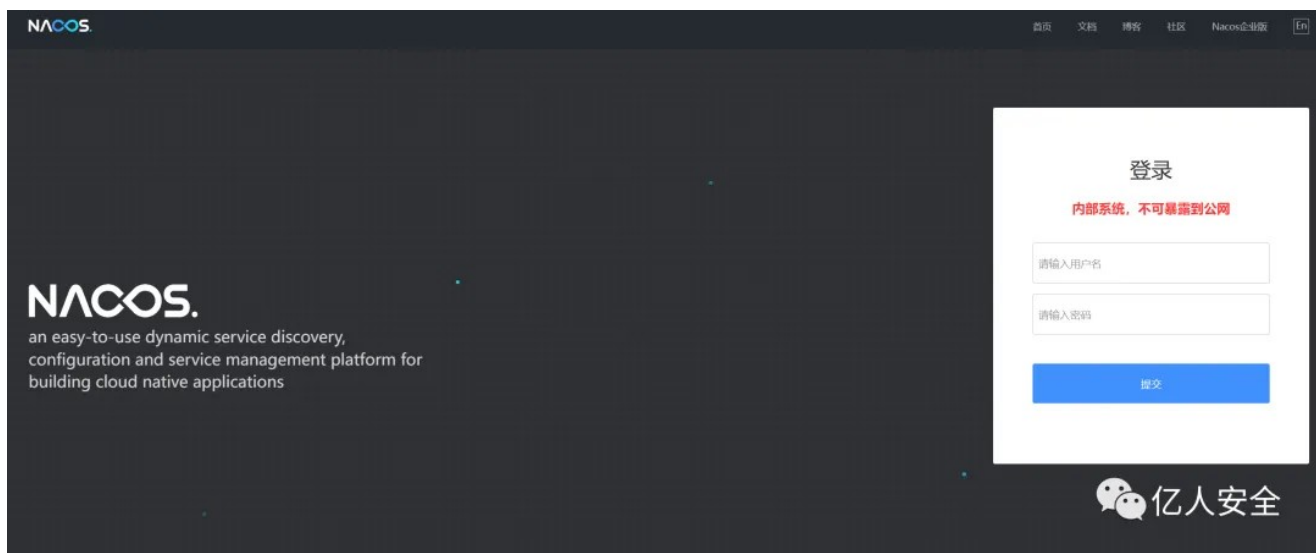 NACOS.
首页 文档 博客 社区 Nacos企业版 En
登录
内部系统，不可暴露到公网
请输入用户名
请输入密码
提交
NACOS.
an easy-to-use dynamic service discovery,
configuration and service management platform for
building cloud native applications
亿人安全